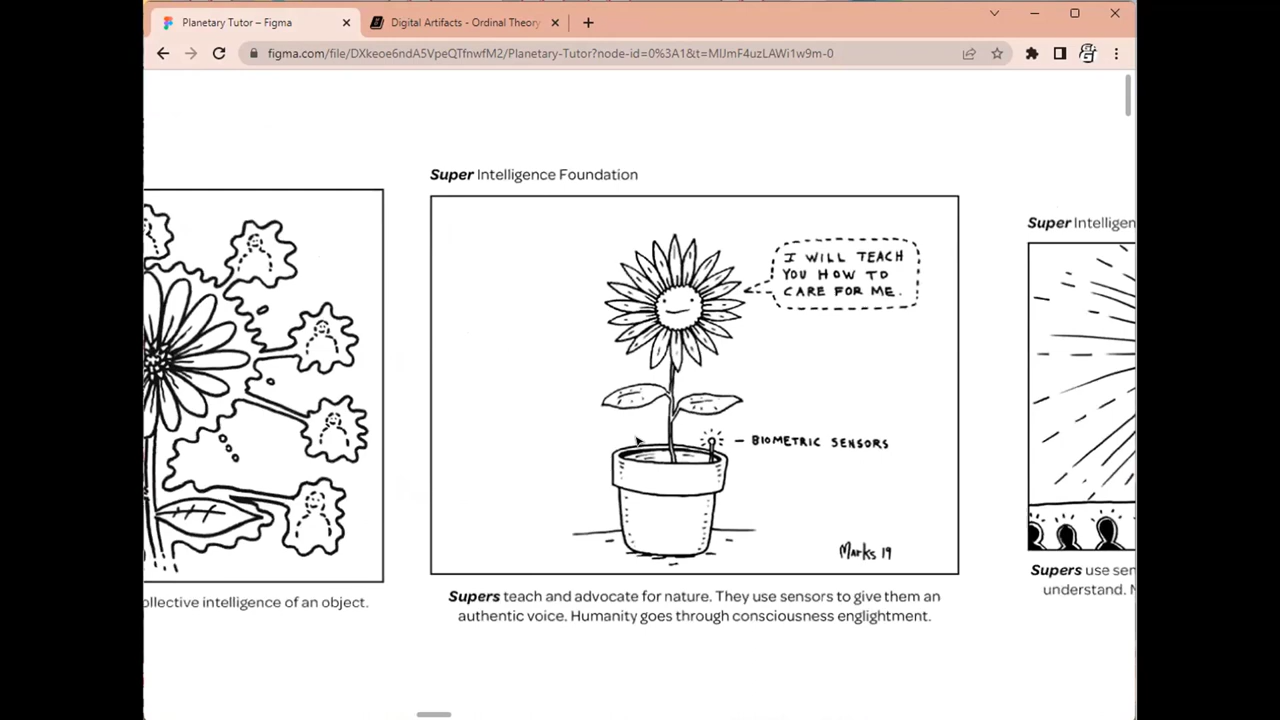 Planetary Tutor – Figma
Digital Artifacts - Ordinal Theory
figma.com/file/DXkeoe6ndA5VpeQTfnwfM2/Planetary-Tutor?node-id=0%3A1&t=MlJmF4uzLAWi1w9m-0
Super Intelligence Foundation
I WILL TEACH
YOU HOW TO
CARE FOR ME.
BIOMETRIC SENSORS
Marks 19
Supers teach and advocate for nature. They use sensors to give them an
authentic voice. Humanity goes through consciousness englightment.
ollective intelligence of an object.
Super Intelligen
Supers use sen
understand. N